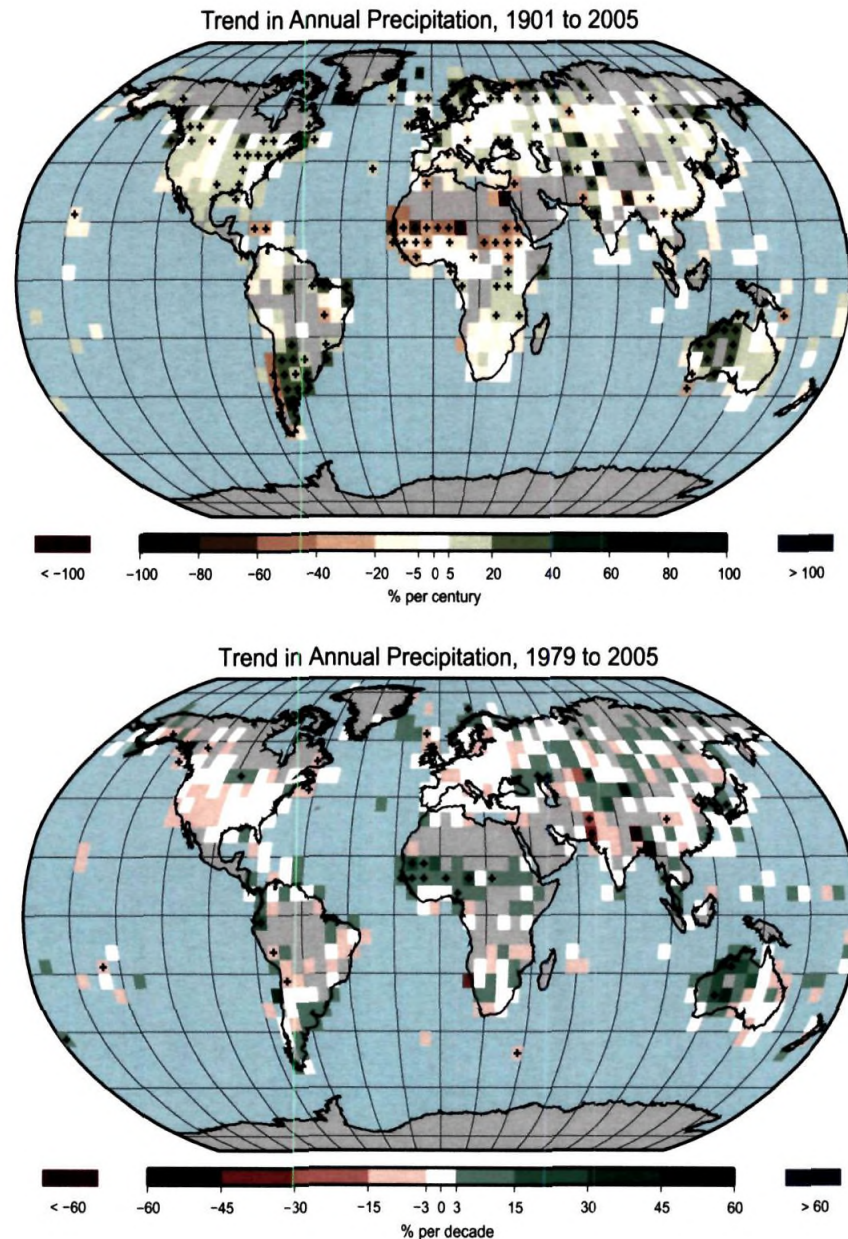 Trend in Annual Precipitation, 1901 to 2005
< −100 −100 −80 −60 −40 −20 −5 0 5 20 40 60 80 100 > 100
% per century
Trend in Annual Precipitation, 1979 to 2005
< −60 −60 −45 −30 −15 −3 0 3 15 30 45 60 > 60
% per decade